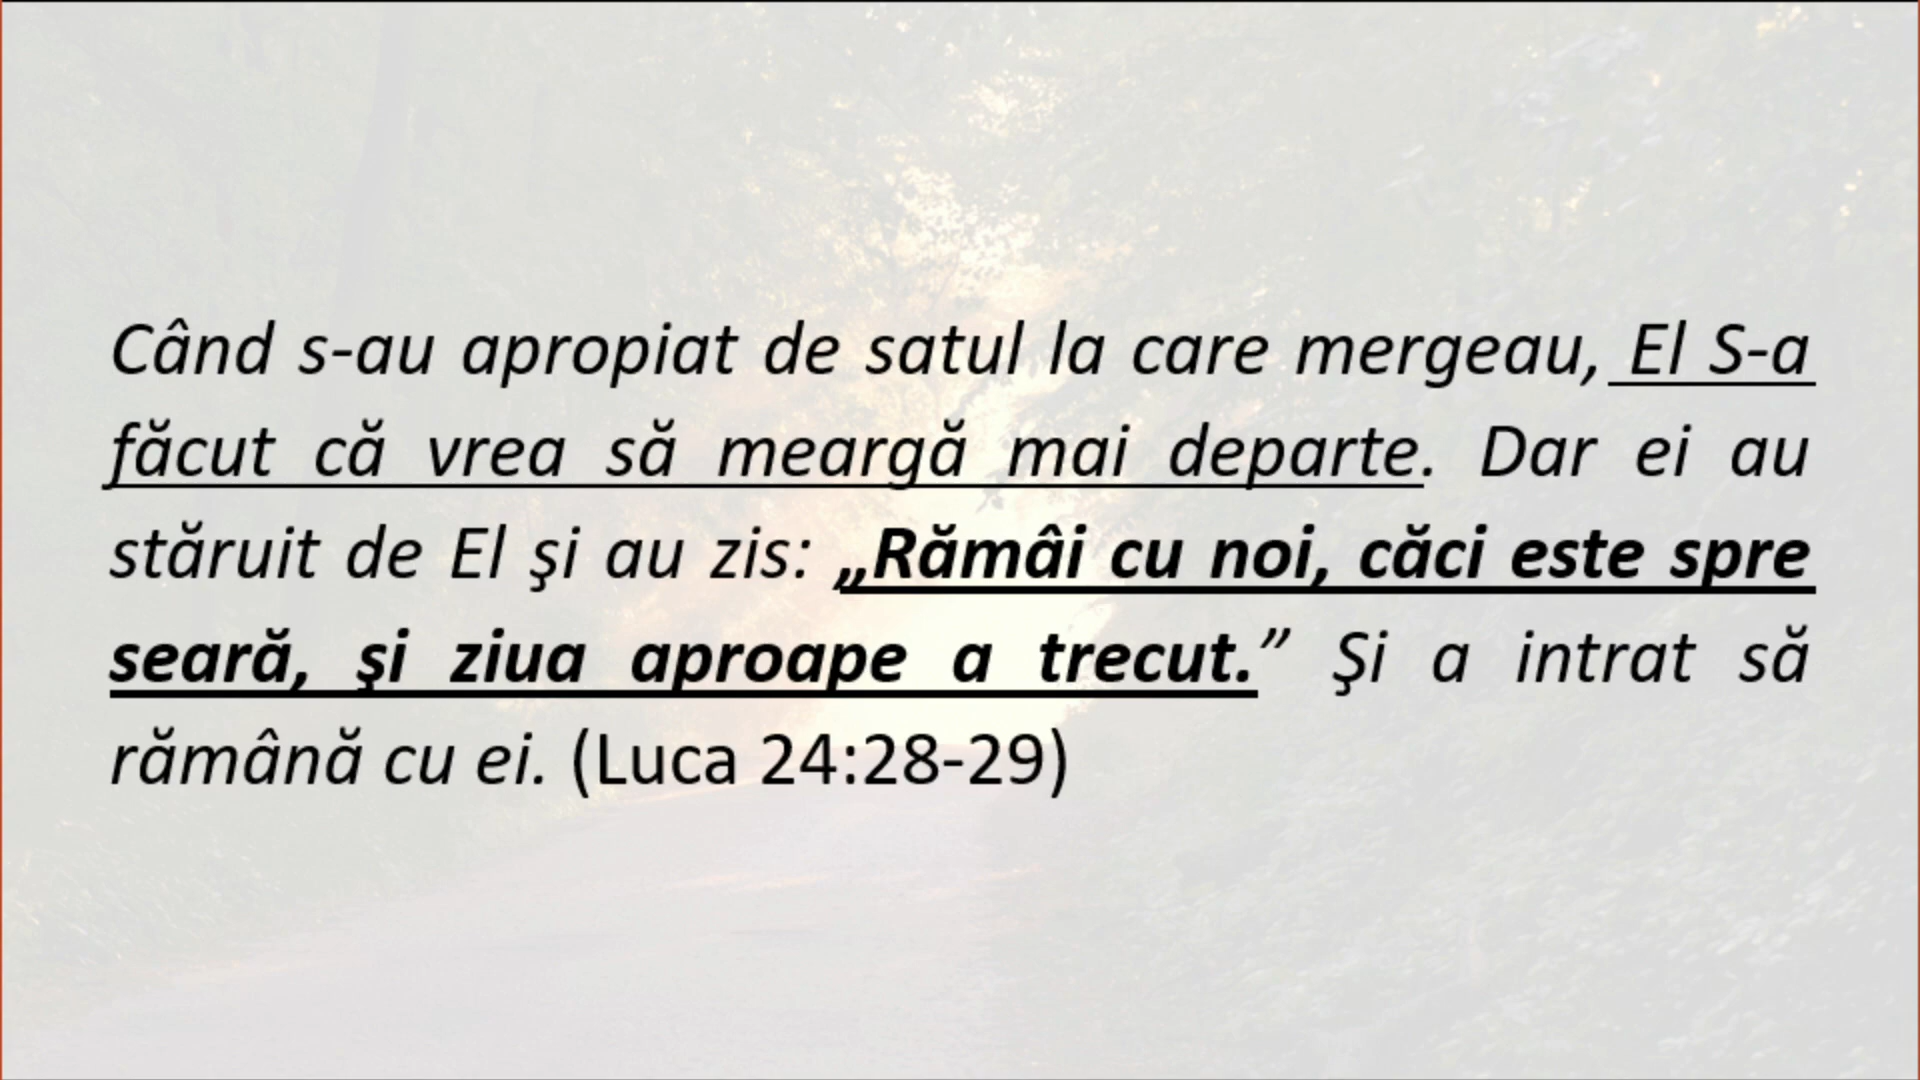 Când s-au apropiat de satul la care mergeau, El S-a
făcut că vrea să meargă mai departe. Dar ei au
stăruit de El şi au zis: „Rămâi cu noi, căci este spre
seară, şi ziua aproape a trecut.” Şi a intrat să
rămână cu ei. (Luca 24:28-29)